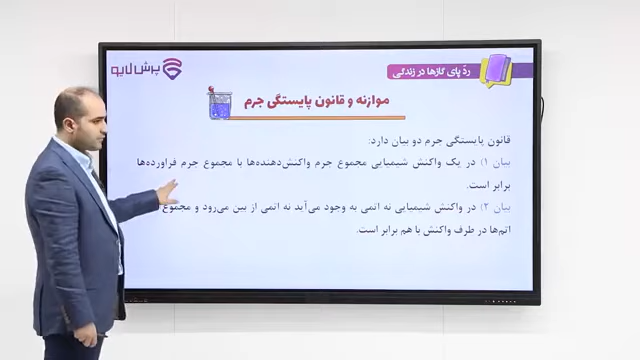 پرش لایو
ردّ پای گازها در زندگی
موازنه و قانون پایستگی جرم
قانون پایستگی جرم دو بیان دارد:
بیان ۱) در یک واکنش شیمیایی مجموع جرم واکنش‌دهنده‌ها با مجموع جرم فراورده‌ها
برابر است.
بیان ۲) در واکنش شیمیایی نه اتمی به وجود می‌آید نه اتمی از بین می‌رود و مجموع
اتم‌ها در طرف واکنش با هم برابر است.